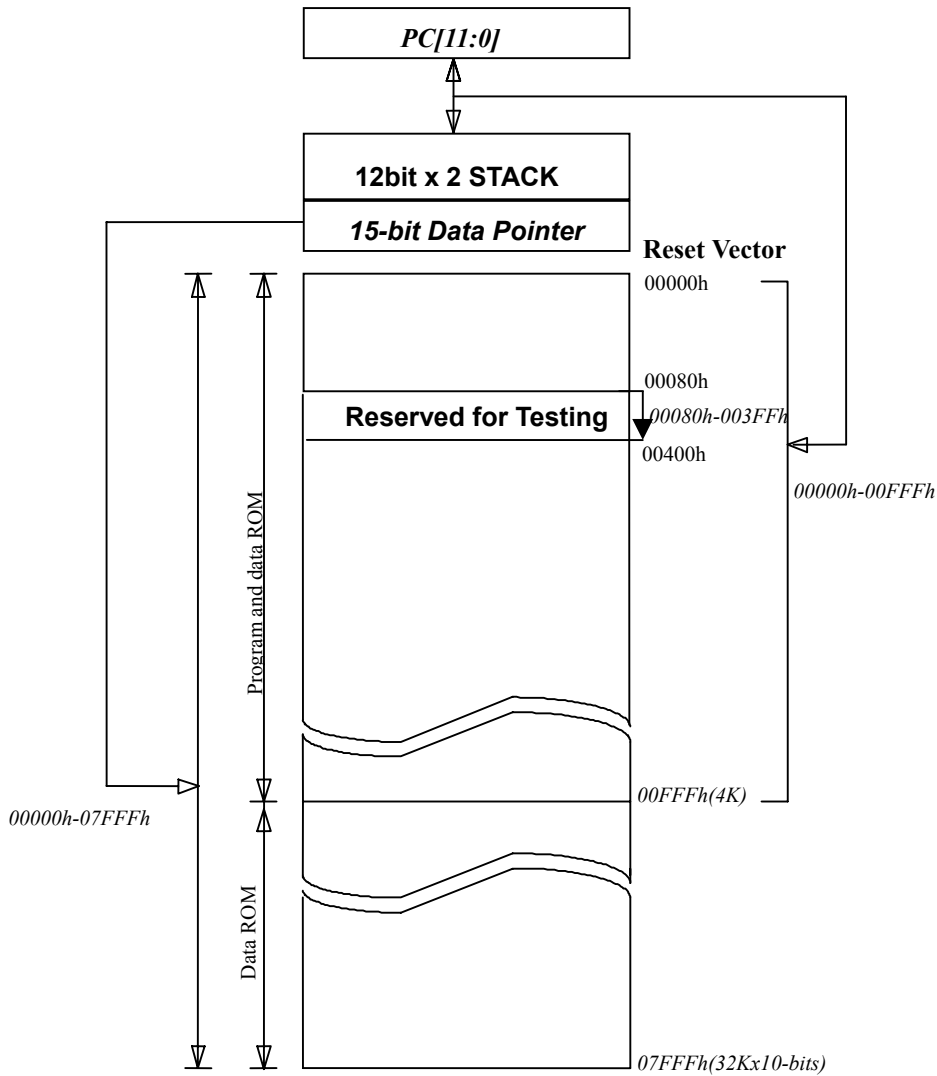 PC[11:0]
12bit x 2 STACK
15-bit Data Pointer
Reset Vector
00000h
00080h
Reserved for Testing
00080h-003FFh
00400h
00000h-00FFFh
Program and data ROM
00FFFh(4K)
00000h-07FFFh
Data ROM
07FFFh(32Kx10-bits)